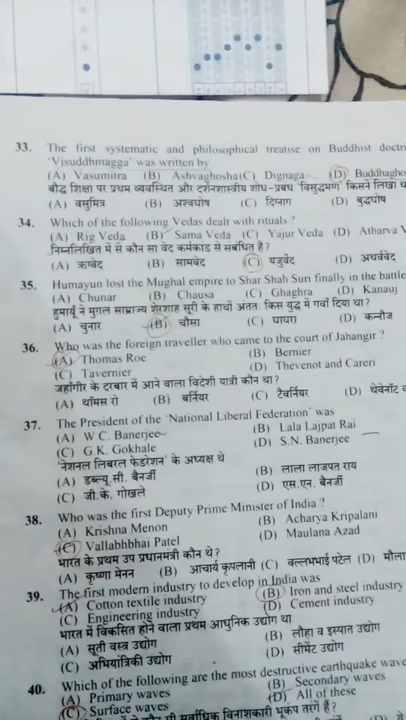 33. The first systematic and philosophical treatise on Buddhist doctri
'Visuddhmagga' was written by
(A) Vasumitra (B) Ashvaghosha (C) Dignaga (D) Buddhagho
बौद्ध शिक्षा पर प्रथम व्यवस्थित और दर्शनशास्त्रीय शोध-प्रबंध 'विसुद्धमग्ग' किसने लिखा थ
(A) वसुमित्र (B) अश्वघोष (C) दिग्नाग (D) बुद्धघोष
34. Which of the following Vedas dealt with rituals ?
(A) Rig Veda (B) Sama Veda (C) Yajur Veda (D) Atharva V
निम्नलिखित में से कौन सा वेद कर्मकांड से संबंधित है?
(A) ऋग्वेद (B) सामवेद (C) यजुर्वेद (D) अथर्ववेद
35. Humayun lost the Mughal empire to Shar Shah Suri finally in the battle
(A) Chunar (B) Chausa (C) Ghaghra (D) Kanauj
हुमायूँ ने मुगल साम्राज्य शेरशाह सूरी के हाथों अंततः किस युद्ध में गवाँ दिया था?
(A) चुनार (B) चौसा (C) घाघरा (D) कन्नौज
36. Who was the foreign traveller who came to the court of Jahangir ?
(A) Thomas Roe (B) Bernier
(C) Tavernier (D) Thevenot and Careri
जहाँगीर के दरबार में आने वाला विदेशी यात्री कौन था?
(A) थॉमस रो (B) बर्नियर (C) टैवर्नियर (D) थेवेनॉट व
37. The President of the 'National Liberal Federation' was
(A) W.C. Banerjee (B) Lala Lajpat Rai
(C) G.K. Gokhale (D) S.N. Banerjee
'नेशनल लिबरल फेडरेशन' के अध्यक्ष थे
(A) डब्ल्यू.सी. बैनर्जी (B) लाला लाजपत राय
(C) जी.के. गोखले (D) एस.एन. बैनर्जी
38. Who was the first Deputy Prime Minister of India ?
(A) Krishna Menon (B) Acharya Kripalani
(C) Vallabhbhai Patel (D) Maulana Azad
भारत के प्रथम उप प्रधानमंत्री कौन थे?
(A) कृष्णा मेनन (B) आचार्य कृपलानी (C) वल्लभभाई पटेल (D) मौला
39. The first modern industry to develop in India was
(A) Cotton textile industry (B) Iron and steel industry
(C) Engineering industry (D) Cement industry
भारत में विकसित होने वाला प्रथम आधुनिक उद्योग था
(A) सूती वस्त्र उद्योग (B) लौहा व इस्पात उद्योग
(C) अभियांत्रिकी उद्योग (D) सीमेंट उद्योग
40. Which of the following are the most destructive earthquake wave
(A) Primary waves (B) Secondary waves
(C) Surface waves (D) All of these
सर्वाधिक विनाशकारी भूकंप तरंगें हैं?